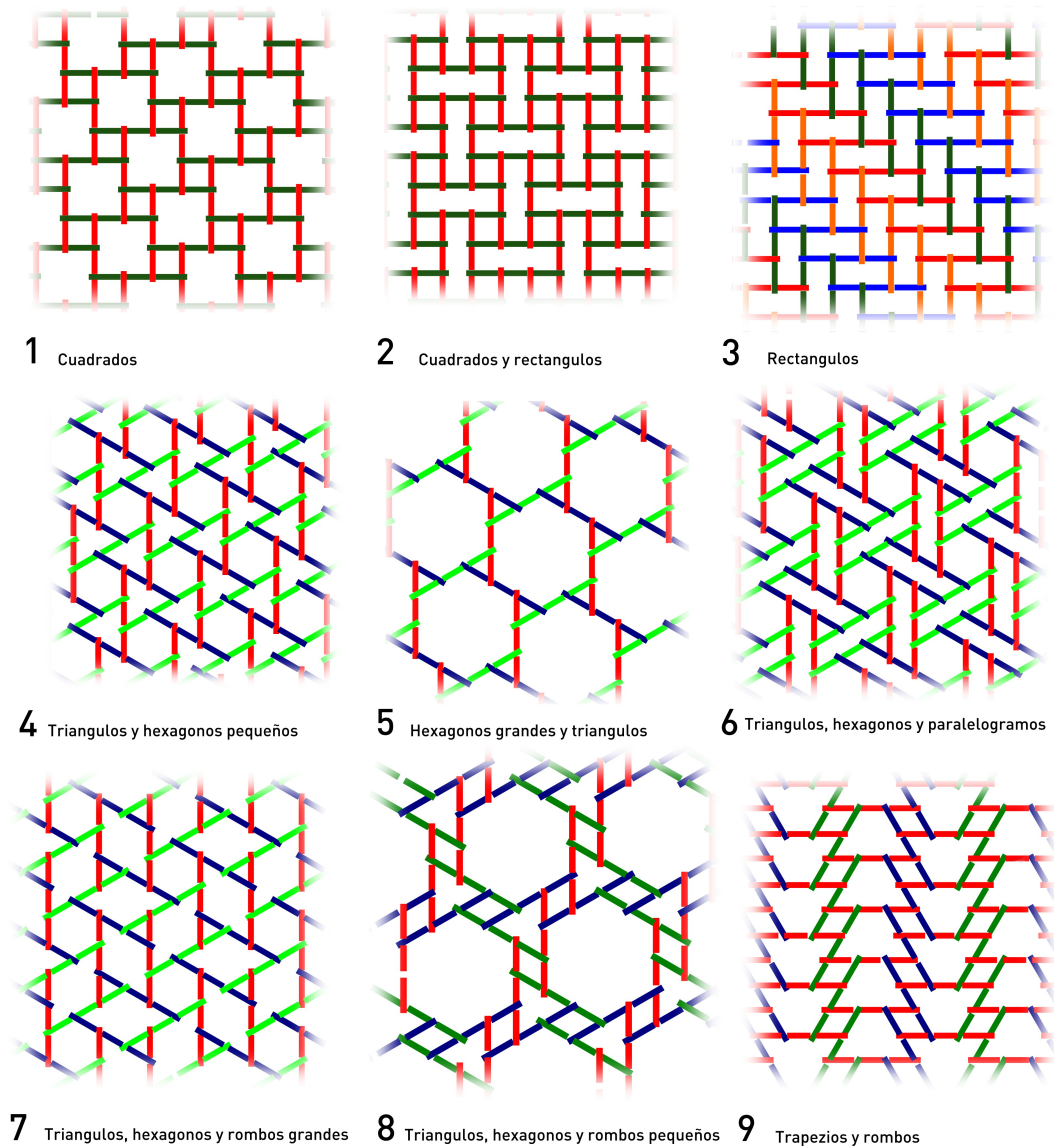 1 Cuadrados
2 Cuadrados y rectangulos
3 Rectangulos
4 Triangulos y hexagonos pequeños
5 Hexagonos grandes y triangulos
6 Triangulos, hexagonos y paralelogramos
7 Triangulos, hexagonos y rombos grandes
8 Triangulos, hexagonos y rombos pequeños
9 Trapezios y rombos